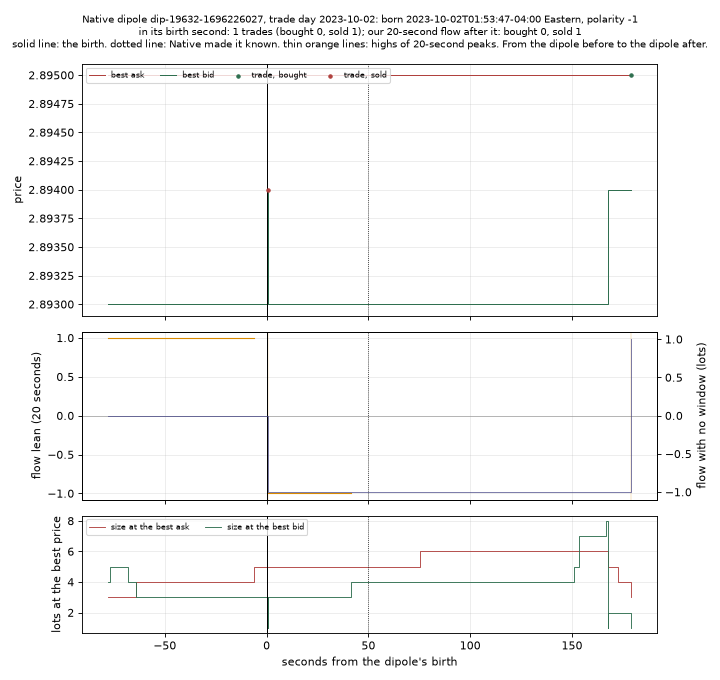 Native dipole dip-19632-1696226027, trade day 2023-10-02: born 2023-10-02T01:53:47-04:00 Eastern, polarity -1
in its birth second: 1 trades (bought 0, sold 1); our 20-second flow after it: bought 0, sold 1
solid line: the birth. dotted line: Native made it known. thin orange lines: highs of 20-second peaks. From the dipole before to the dipole after.
best ask
best bid
trade, bought
trade, sold
2.89500
2.89475
2.89450
2.89425
2.89400
2.89375
2.89350
2.89325
2.89300
price
1.0
0.5
0.0
−0.5
−1.0
flow lean (20 seconds)
1.0
0.5
0.0
−0.5
−1.0
flow with no window (lots)
size at the best ask
size at the best bid
8
6
4
2
lots at the best price
−50
0
50
100
150
seconds from the dipole's birth